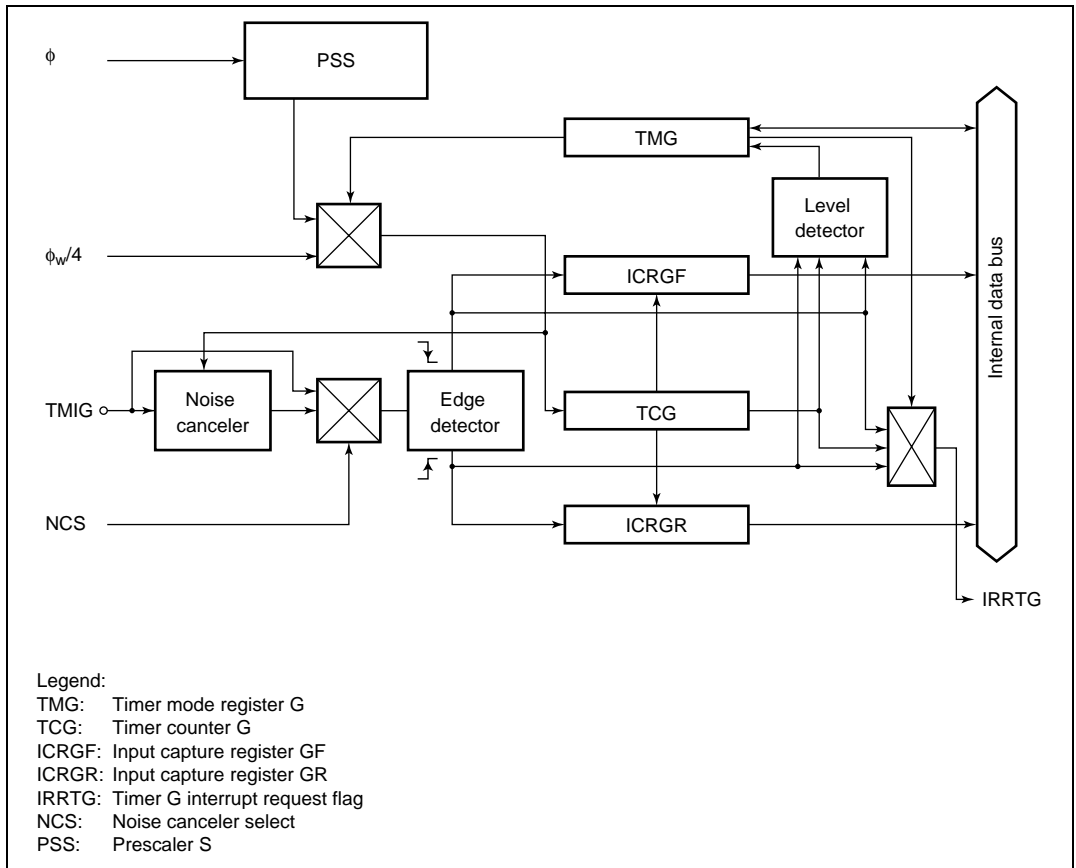 ϕ
PSS
TMG
Level
detector
ϕw/4
ICRGF
Internal data bus
TMIG
Noise
canceler
Edge
detector
TCG
NCS
ICRGR
IRRTG
Legend:
TMG: Timer mode register G
TCG: Timer counter G
ICRGF: Input capture register GF
ICRGR: Input capture register GR
IRRTG: Timer G interrupt request flag
NCS: Noise canceler select
PSS: Prescaler S